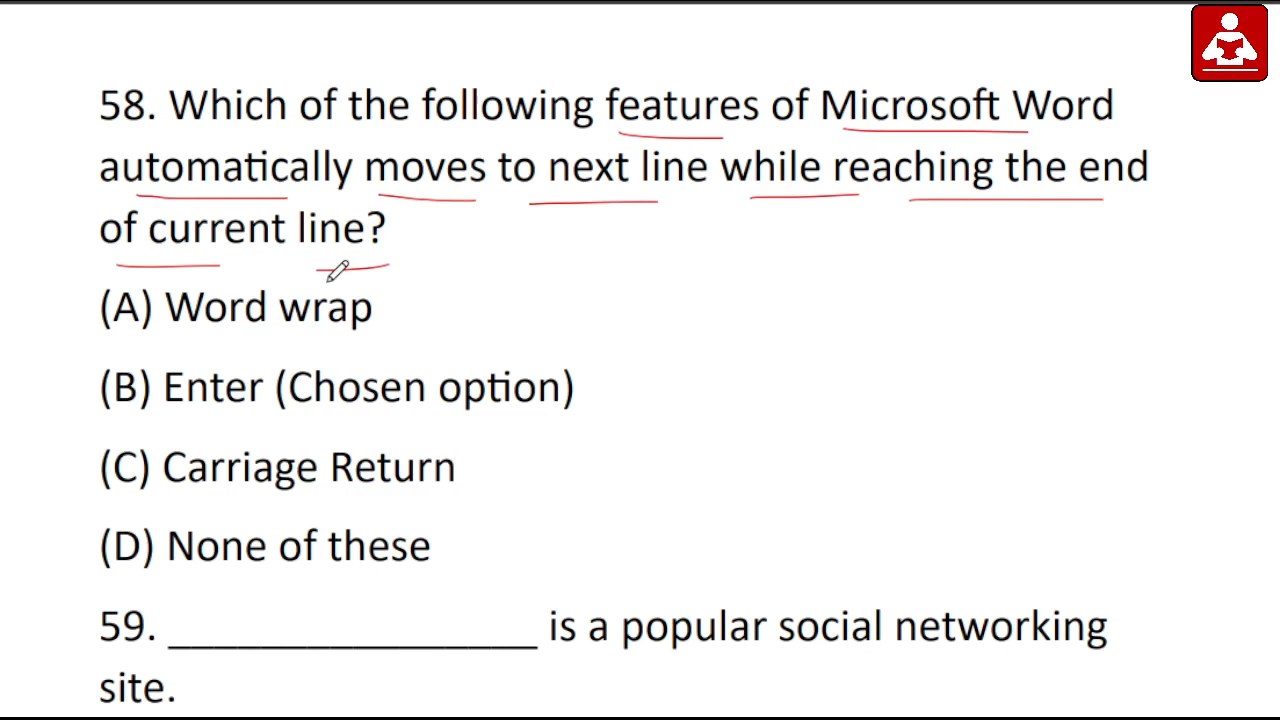 58. Which of the following features of Microsoft Word
automatically moves to next line while reaching the end
of current line?
(A) Word wrap
(B) Enter (Chosen option)
(C) Carriage Return
(D) None of these
59. _________________ is a popular social networking
site.